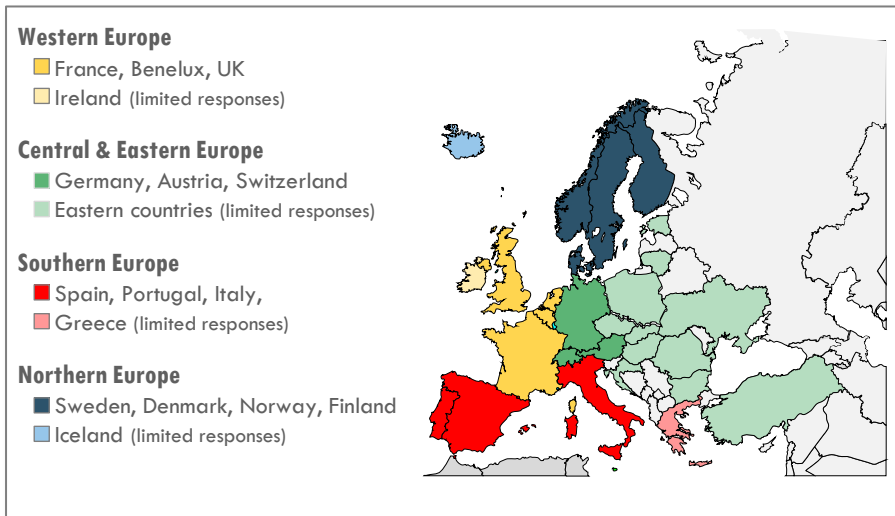 Western Europe
France, Benelux, UK
Ireland (limited responses)
Central & Eastern Europe
Germany, Austria, Switzerland
Eastern countries (limited responses)
Southern Europe
Spain, Portugal, Italy,
Greece (limited responses)
Northern Europe
Sweden, Denmark, Norway, Finland
Iceland (limited responses)